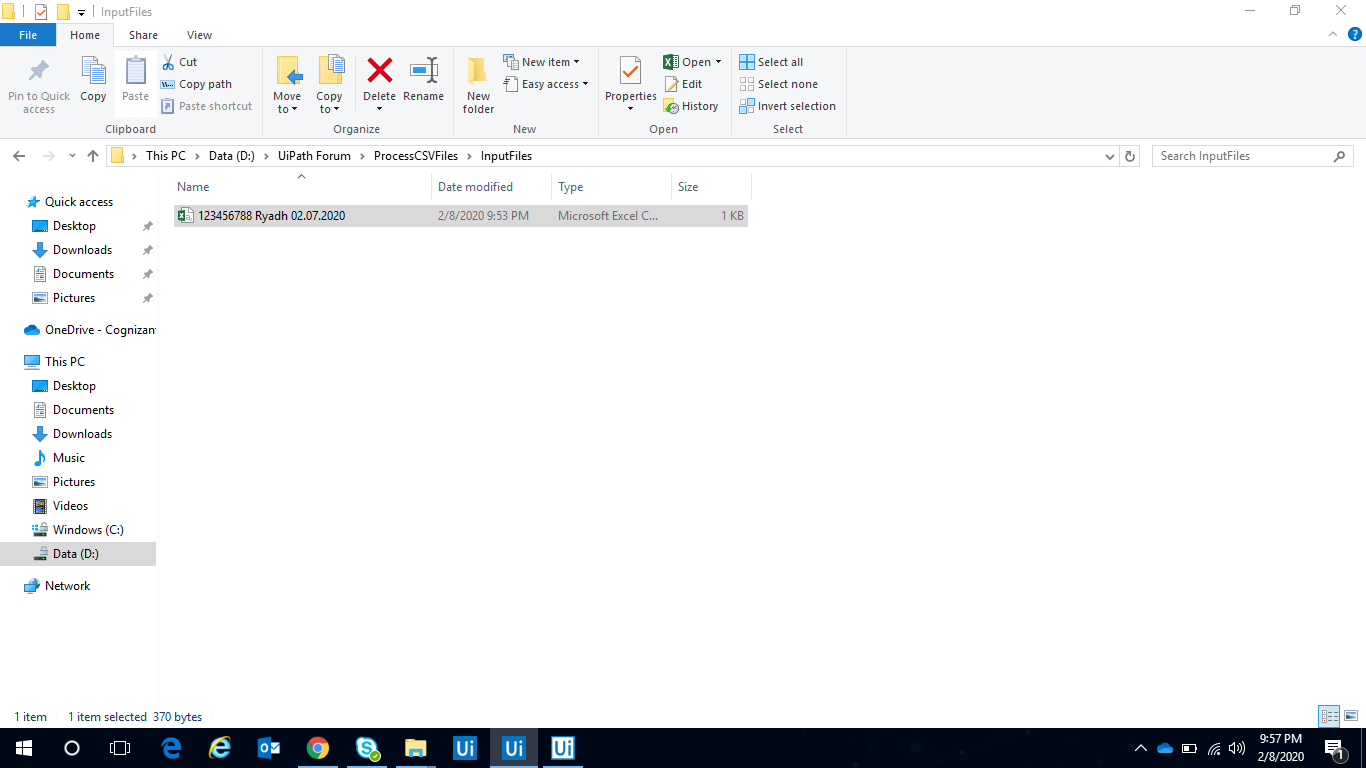 InputFiles
File Home Share View
Pin to Quick access
Copy
Paste
Cut
Copy path
Paste shortcut
Clipboard
Move to
Copy to
Delete
Rename
Organize
New folder
New item
Easy access
New
Properties
Open
Edit
History
Open
Select all
Select none
Invert selection
Select
This PC > Data (D:) > UiPath Forum > ProcessCSVFiles > InputFiles
Search InputFiles
Name Date modified Type Size
123456788 Ryadh 02.07.2020 2/8/2020 9:53 PM Microsoft Excel C... 1 KB
Quick access
Desktop
Downloads
Documents
Pictures
OneDrive - Cognizant
This PC
Desktop
Documents
Downloads
Music
Pictures
Videos
Windows (C:)
Data (D:)
Network
1 item 1 item selected 370 bytes
Ui Ui Ui
9:57 PM
2/8/2020
1